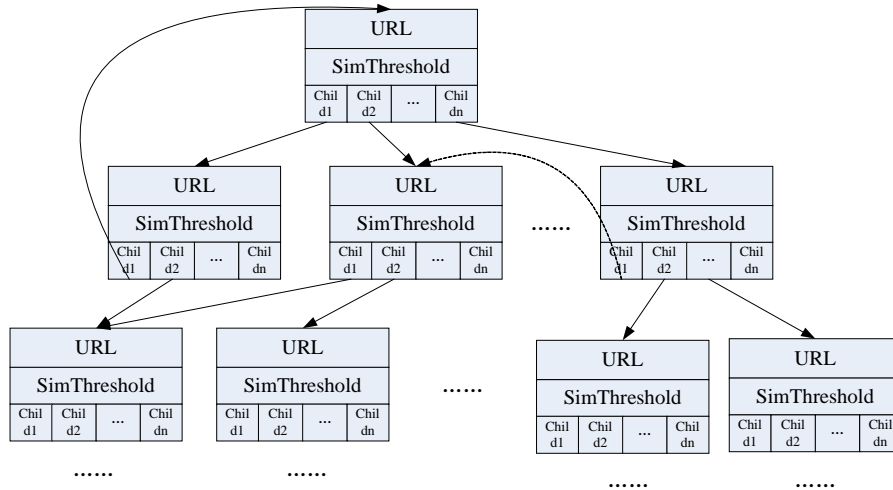 URL
SimThreshold
Chil
d1
Chil
d2
...
Chil
dn
URL
SimThreshold
Chil
d1
Chil
d2
...
Chil
dn
URL
SimThreshold
Chil
d1
Chil
d2
...
Chil
dn
......
URL
SimThreshold
Chil
d1
Chil
d2
...
Chil
dn
URL
SimThreshold
Chil
d1
Chil
d2
...
Chil
dn
URL
SimThreshold
Chil
d1
Chil
d2
...
Chil
dn
......
URL
SimThreshold
Chil
d1
Chil
d2
...
Chil
dn
URL
SimThreshold
Chil
d1
Chil
d2
...
Chil
dn
......
......
......
......